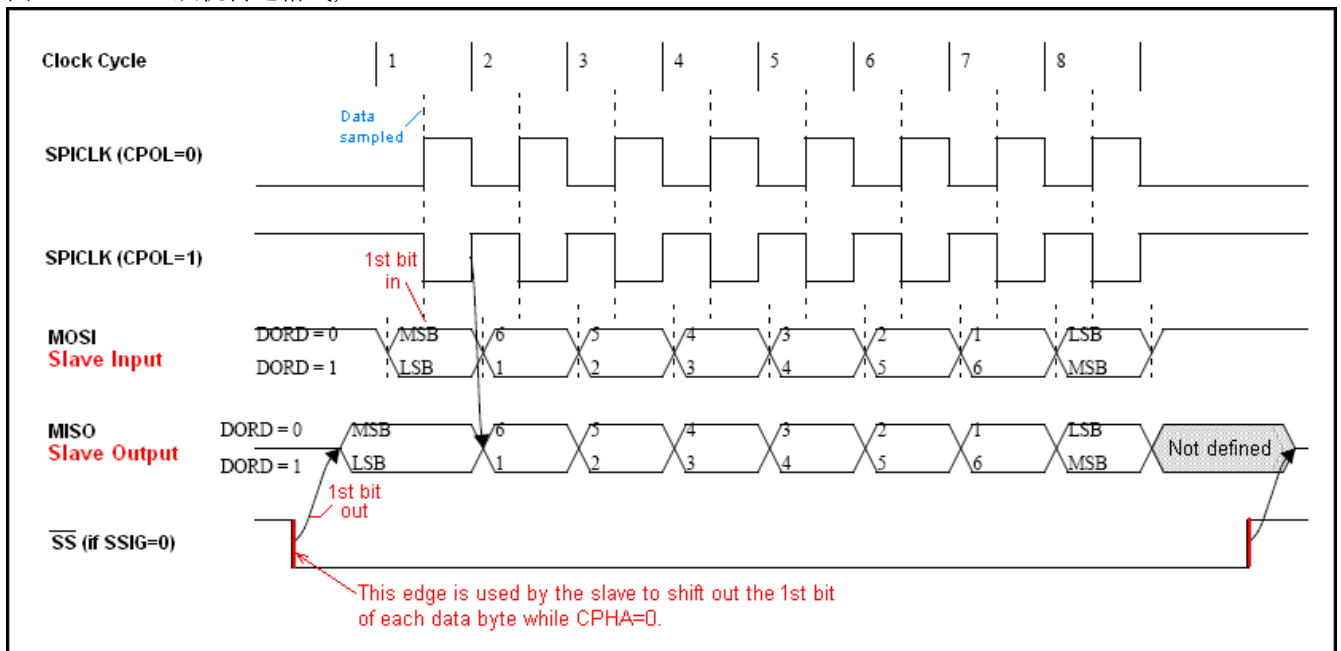 Clock Cycle 1 2 3 4 5 6 7 8
Data
sampled
SPICLK (CPOL=0)
SPICLK (CPOL=1)
1st bit
in
MOSI
Slave Input
DORD = 0 MSB 6 5 4 3 2 1 LSB
DORD = 1 LSB 1 2 3 4 5 6 MSB
MISO
Slave Output
DORD = 0 MSB 6 5 4 3 2 1 LSB
DORD = 1 LSB 1 2 3 4 5 6 MSB
Not defined
1st bit
out
SS (if SSIG=0)
This edge is used by the slave to shift out the 1st bit
of each data byte while CPHA=0.